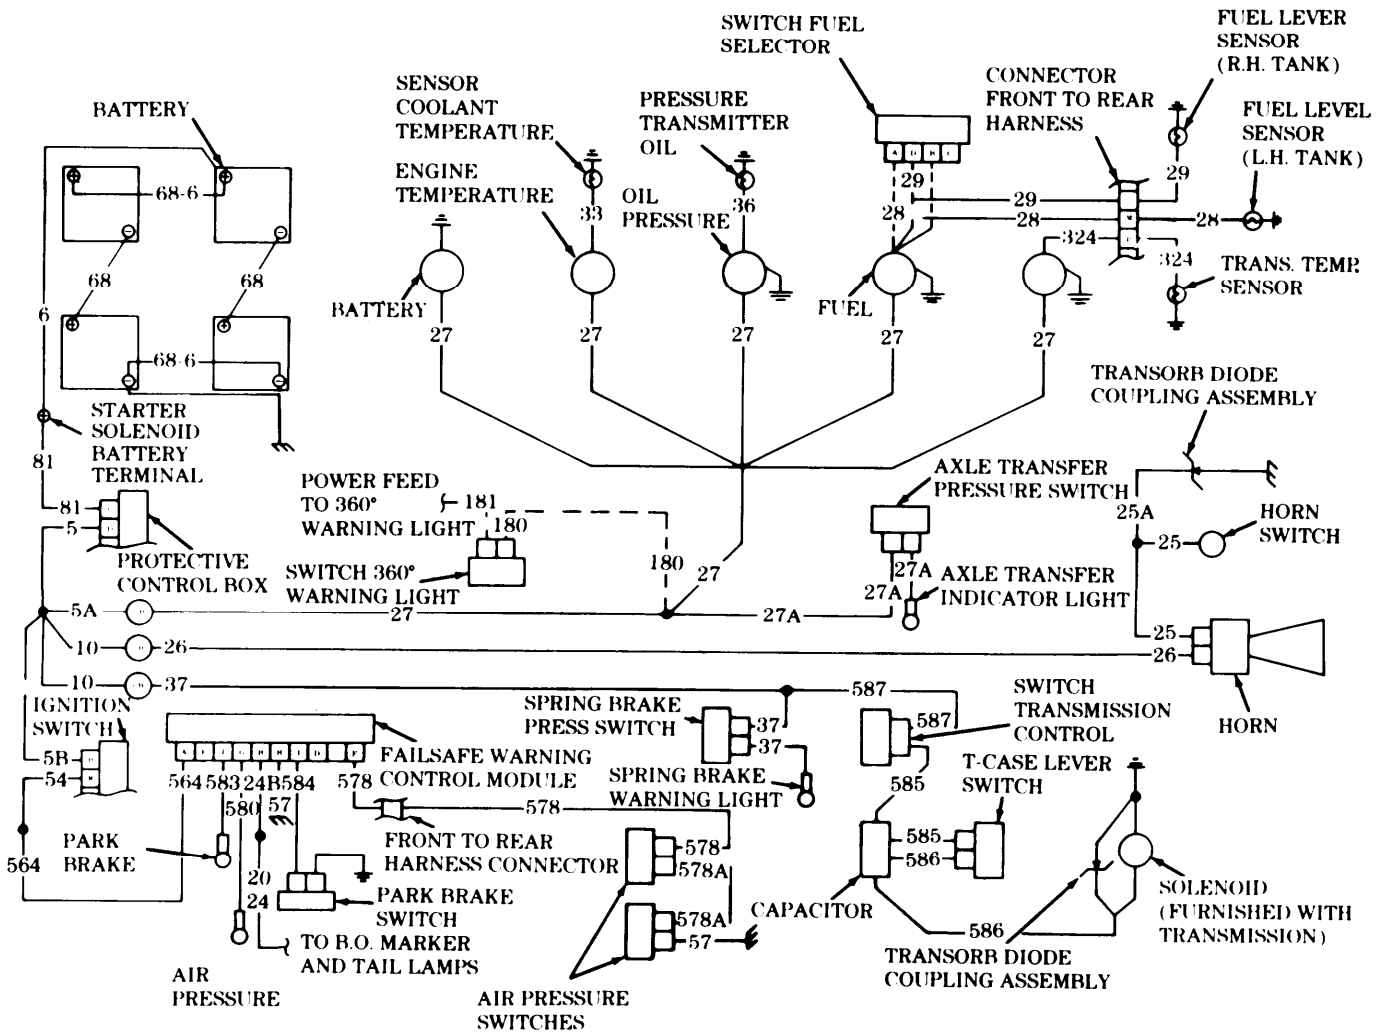 SWITCH FUEL
SELECTOR
FUEL LEVER
SENSOR
(R.H. TANK)
CONNECTOR
FRONT TO REAR
HARNESS
FUEL LEVEL
SENSOR
(L.H. TANK)
BATTERY
SENSOR
COOLANT
TEMPERATURE
PRESSURE
TRANSMITTER
OIL
ENGINE
TEMPERATURE
OIL
PRESSURE
29
29
29
28
28
28
68-6
33
36
324
324
TRANS. TEMP.
SENSOR
68
68
BATTERY
FUEL
6
27
27
27
27
27
68-6
TRANSORB DIODE
COUPLING ASSEMBLY
STARTER
SOLENOID
BATTERY
TERMINAL
81
81
5
POWER FEED
TO 360°
WARNING LIGHT
181
180
180
27
AXLE TRANSFER
PRESSURE SWITCH
25A
25
HORN
SWITCH
PROTECTIVE
CONTROL BOX
SWITCH 360°
WARNING LIGHT
27A
27A
AXLE TRANSFER
INDICATOR LIGHT
5A
27
27A
10
26
25
26
10
37
587
HORN
IGNITION
SWITCH
5B
54
SPRING BRAKE
PRESS SWITCH
37
37
587
SWITCH
TRANSMISSION
CONTROL
FAILSAFE WARNING
CONTROL MODULE
564
583
24B
584
578
580
57
SPRING BRAKE
WARNING LIGHT
585
T-CASE LEVER
SWITCH
578
FRONT TO REAR
HARNESS CONNECTOR
PARK
BRAKE
564
20
24
578
578A
585
586
PARK BRAKE
SWITCH
CAPACITOR
SOLENOID
(FURNISHED WITH
TRANSMISSION)
578A
57
586
TO B.O. MARKER
AND TAIL LAMPS
TRANSORB DIODE
COUPLING ASSEMBLY
AIR
PRESSURE
AIR PRESSURE
SWITCHES